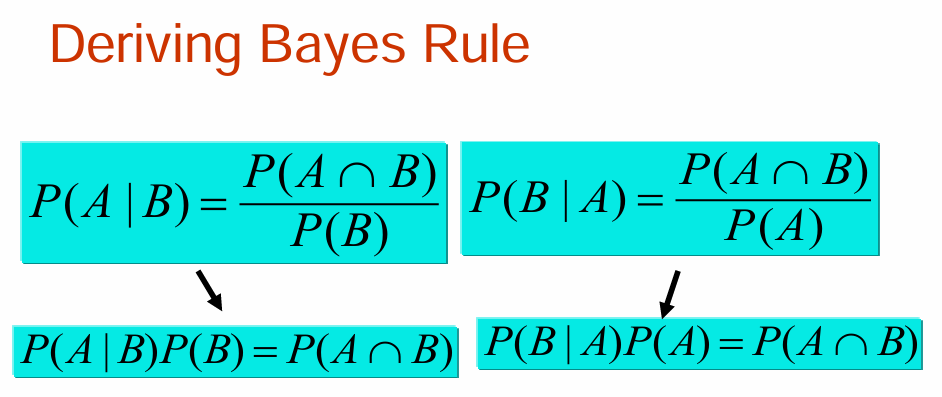 Deriving Bayes Rule
P(A | B) = P(A ∩ B) / P(B)
P(B | A) = P(A ∩ B) / P(A)
P(A | B)P(B) = P(A ∩ B)
P(B | A)P(A) = P(A ∩ B)